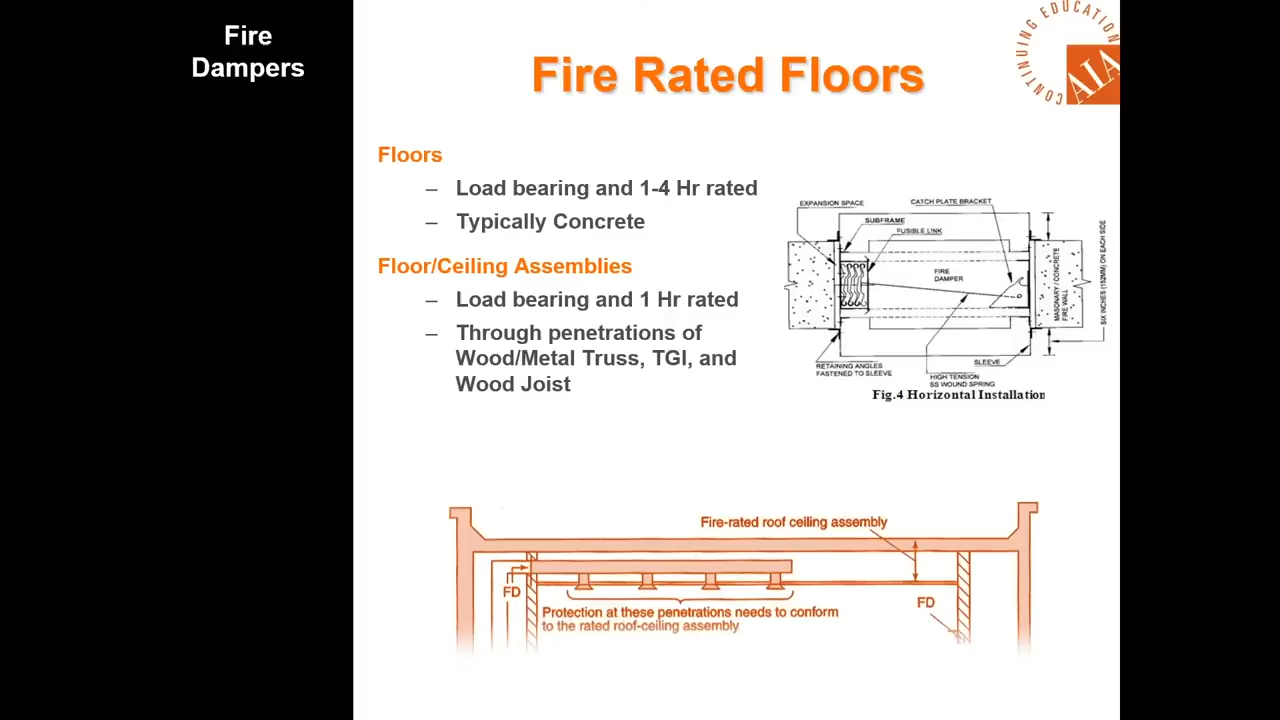 Fire
Dampers
Fire Rated Floors
CONTINUING EDUCATION
AIA
Floors
– Load bearing and 1-4 Hr rated
– Typically Concrete
Floor/Ceiling Assemblies
– Load bearing and 1 Hr rated
– Through penetrations of
Wood/Metal Truss, TGI, and
Wood Joist
EXPANSION SPACE
CATCH PLATE BRACKET
SUBFRAME
FUSIBLE LINK
FIRE
DAMPER
MASONARY / CONCRETE
FIRE WALL
SIX INCHES (152MM) ON EACH SIDE
RETAINING ANGLES
FASTENED TO SLEEVE
SLEEVE
HIGH TENSION
SS WOUND SPRING
Fig.4 Horizontal Installation
Fire-rated roof ceiling assembly
FD
FD
Protection at these penetrations needs to conform
to the rated roof-ceiling assembly